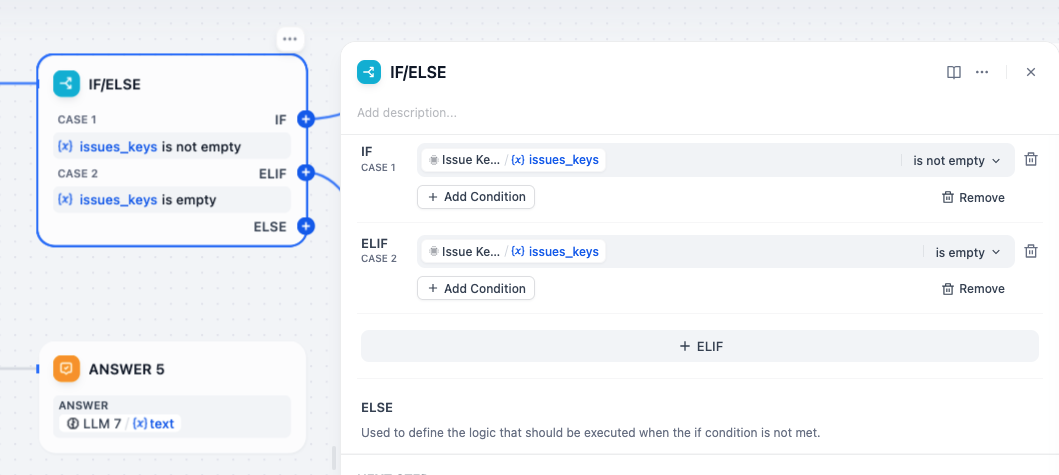 IF/ELSE
CASE 1
IF
{x} issues_keys is not empty
CASE 2
ELIF
{x} issues_keys is empty
ELSE
ANSWER 5
ANSWER
LLM 7 / {x} text
IF/ELSE
Add description...
IF
CASE 1
Issue Ke... / {x} issues_keys
is not empty
+ Add Condition
Remove
ELIF
CASE 2
Issue Ke... / {x} issues_keys
is empty
+ Add Condition
Remove
+ ELIF
ELSE
Used to define the logic that should be executed when the if condition is not met.